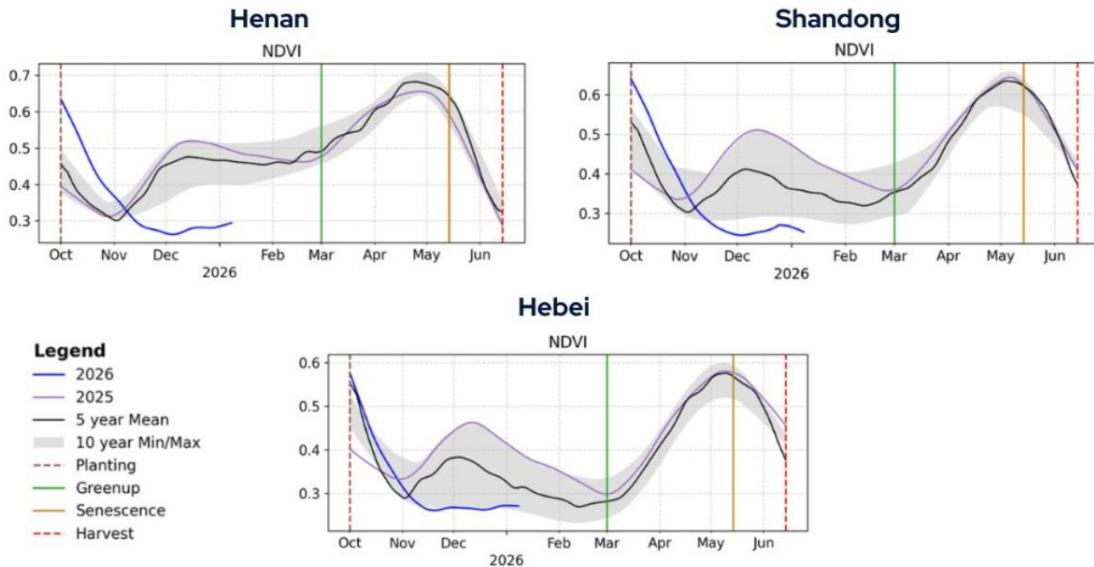 Henan
NDVI
0.7
0.6
0.5
0.4
0.3
Oct Nov Dec Feb Mar Apr May Jun
2026
Shandong
NDVI
0.6
0.5
0.4
0.3
Oct Nov Dec Feb Mar Apr May Jun
2026
Hebei
NDVI
0.6
0.5
0.4
0.3
Oct Nov Dec Feb Mar Apr May Jun
2026
Legend
2026
2025
5 year Mean
10 year Min/Max
Planting
Greenup
Senescence
Harvest